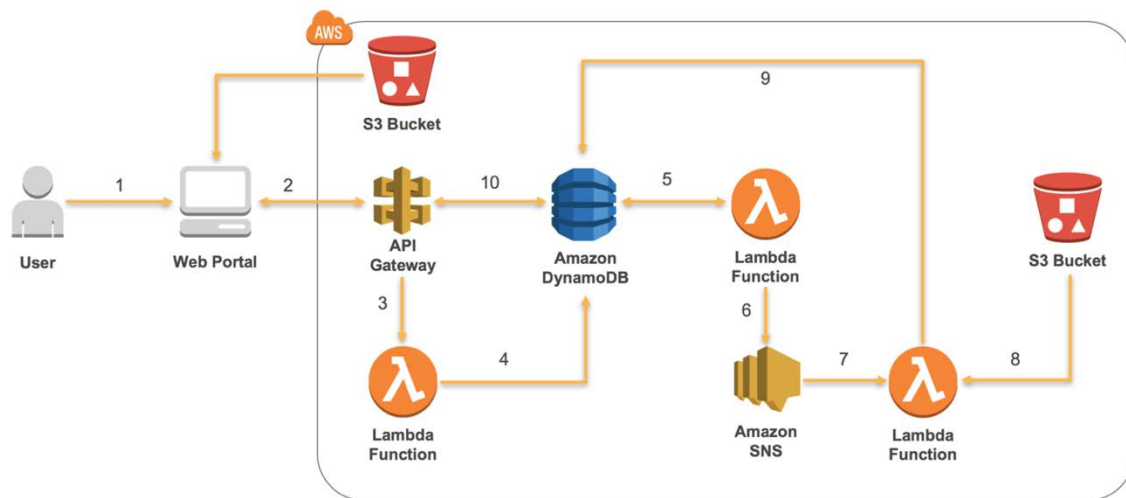 AWS
9
S3 Bucket
1
2
10
5
User
Web Portal
API
Gateway
Amazon
DynamoDB
Lambda
Function
S3 Bucket
3
6
4
7
8
Lambda
Function
Amazon
SNS
Lambda
Function